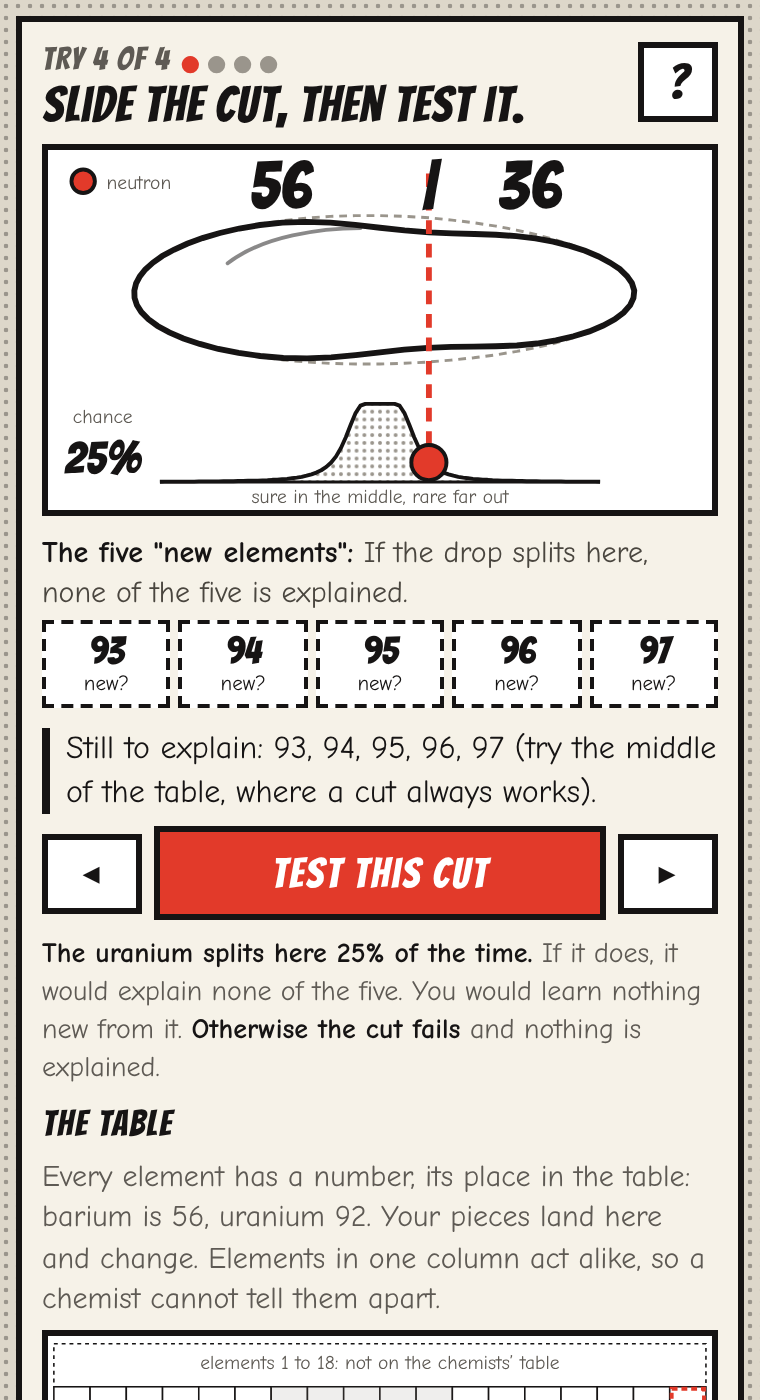 TRY 4 OF 4
SLIDE THE CUT, THEN TEST IT.
?
neutron
56 / 36
chance
25%
sure in the middle, rare far out
The five "new elements": If the drop splits here,
none of the five is explained.
93 94 95 96 97
new? new? new? new? new?
Still to explain: 93, 94, 95, 96, 97 (try the middle
of the table, where a cut always works).
◄ TEST THIS CUT ►
The uranium splits here 25% of the time. If it does, it
would explain none of the five. You would learn nothing
new from it. Otherwise the cut fails and nothing is
explained.
THE TABLE
Every element has a number, its place in the table:
barium is 56, uranium 92. Your pieces land here
and change. Elements in one column act alike, so a
chemist cannot tell them apart.
elements 1 to 18: not on the chemists' table